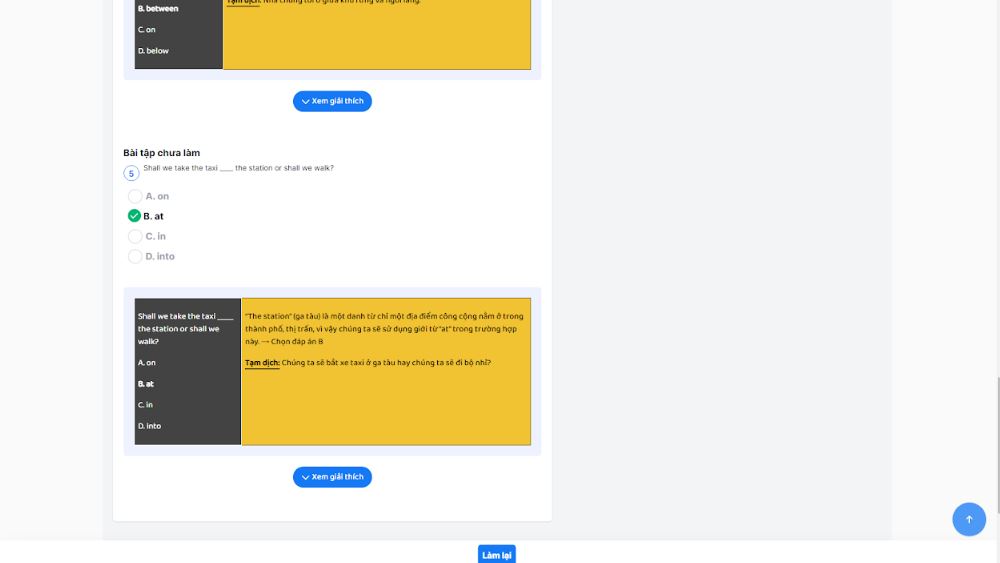 B. between
C. on
D. below
Tạm dịch: Nhà chúng tôi ở giữa khu rừng và ngôi làng.
Xem giải thích
Bài tập chưa làm
5
Shall we take the taxi ____ the station or shall we walk?
A. on
B. at
C. in
D. into
Shall we take the taxi ____
the station or shall we
walk?
A. on
B. at
C. in
D. into
"The station" (ga tàu) là một danh từ chỉ một địa điểm công cộng nằm ở trong
thành phố, thị trấn, vì vậy chúng ta sẽ sử dụng giới từ "at" trong trường hợp
này. → Chọn đáp án B
Tạm dịch: Chúng ta sẽ bắt xe taxi ở ga tàu hay chúng ta sẽ đi bộ nhỉ?
Xem giải thích
Làm lại